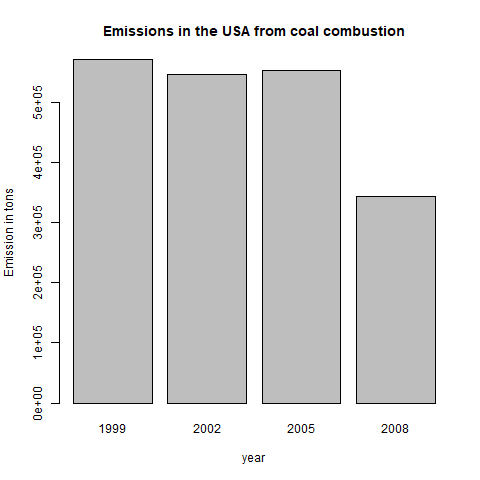 Emissions in the USA from coal combustion
Emission in tons
5e+05
4e+05
3e+05
2e+05
1e+05
0e+00
1999 2002 2005 2008
year